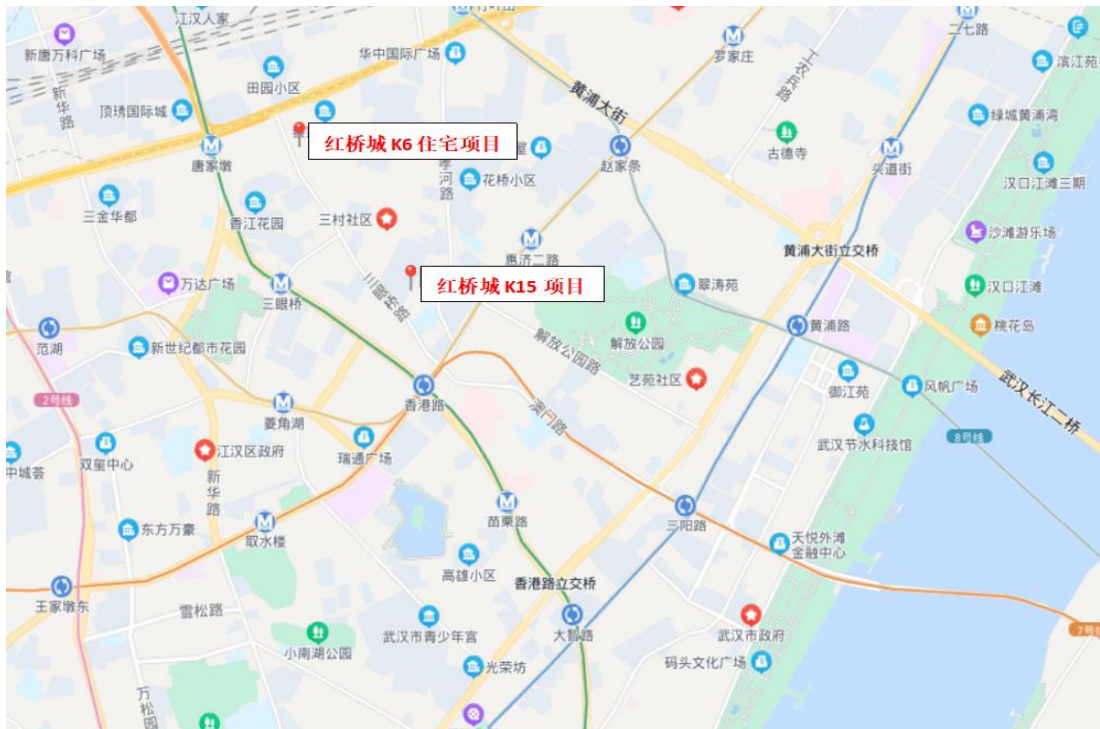 江汉人家
二七路
新唐万科广场
华中国际广场
罗家庄
工农兵路
滨江苑
田园小区
新华路
顶琇国际城
黄浦大街
绿城黄浦湾
红桥城K6住宅项目
古德寺
唐家墩
赵家条
头道街
汉口江滩三期
花桥小区
三金华都
香江花园
三村社区
沙滩游乐场
惠济二路
黄浦大街立交桥
万达广场
三眼桥
三眼桥路
红桥城K15 项目
翠涛苑
汉口江滩
范湖
新世纪都市花园
解放公园路
解放公园
黄浦路
桃花岛
艺苑社区
御江苑
风帆广场
武汉长江二桥
2号线
香港路
菱角湖
澳门路
8号线
中城荟
双玺中心
江汉区政府
瑞通广场
武汉节水科技馆
新华路
苗栗路
三阳路
东方万豪
取水楼
天悦外滩
金融中心
高雄小区
香港路立交桥
王家墩东
雪松路
武汉市青少年宫
大智路
武汉市政府
7号线
小南湖公园
光荣坊
码头文化广场
万松园